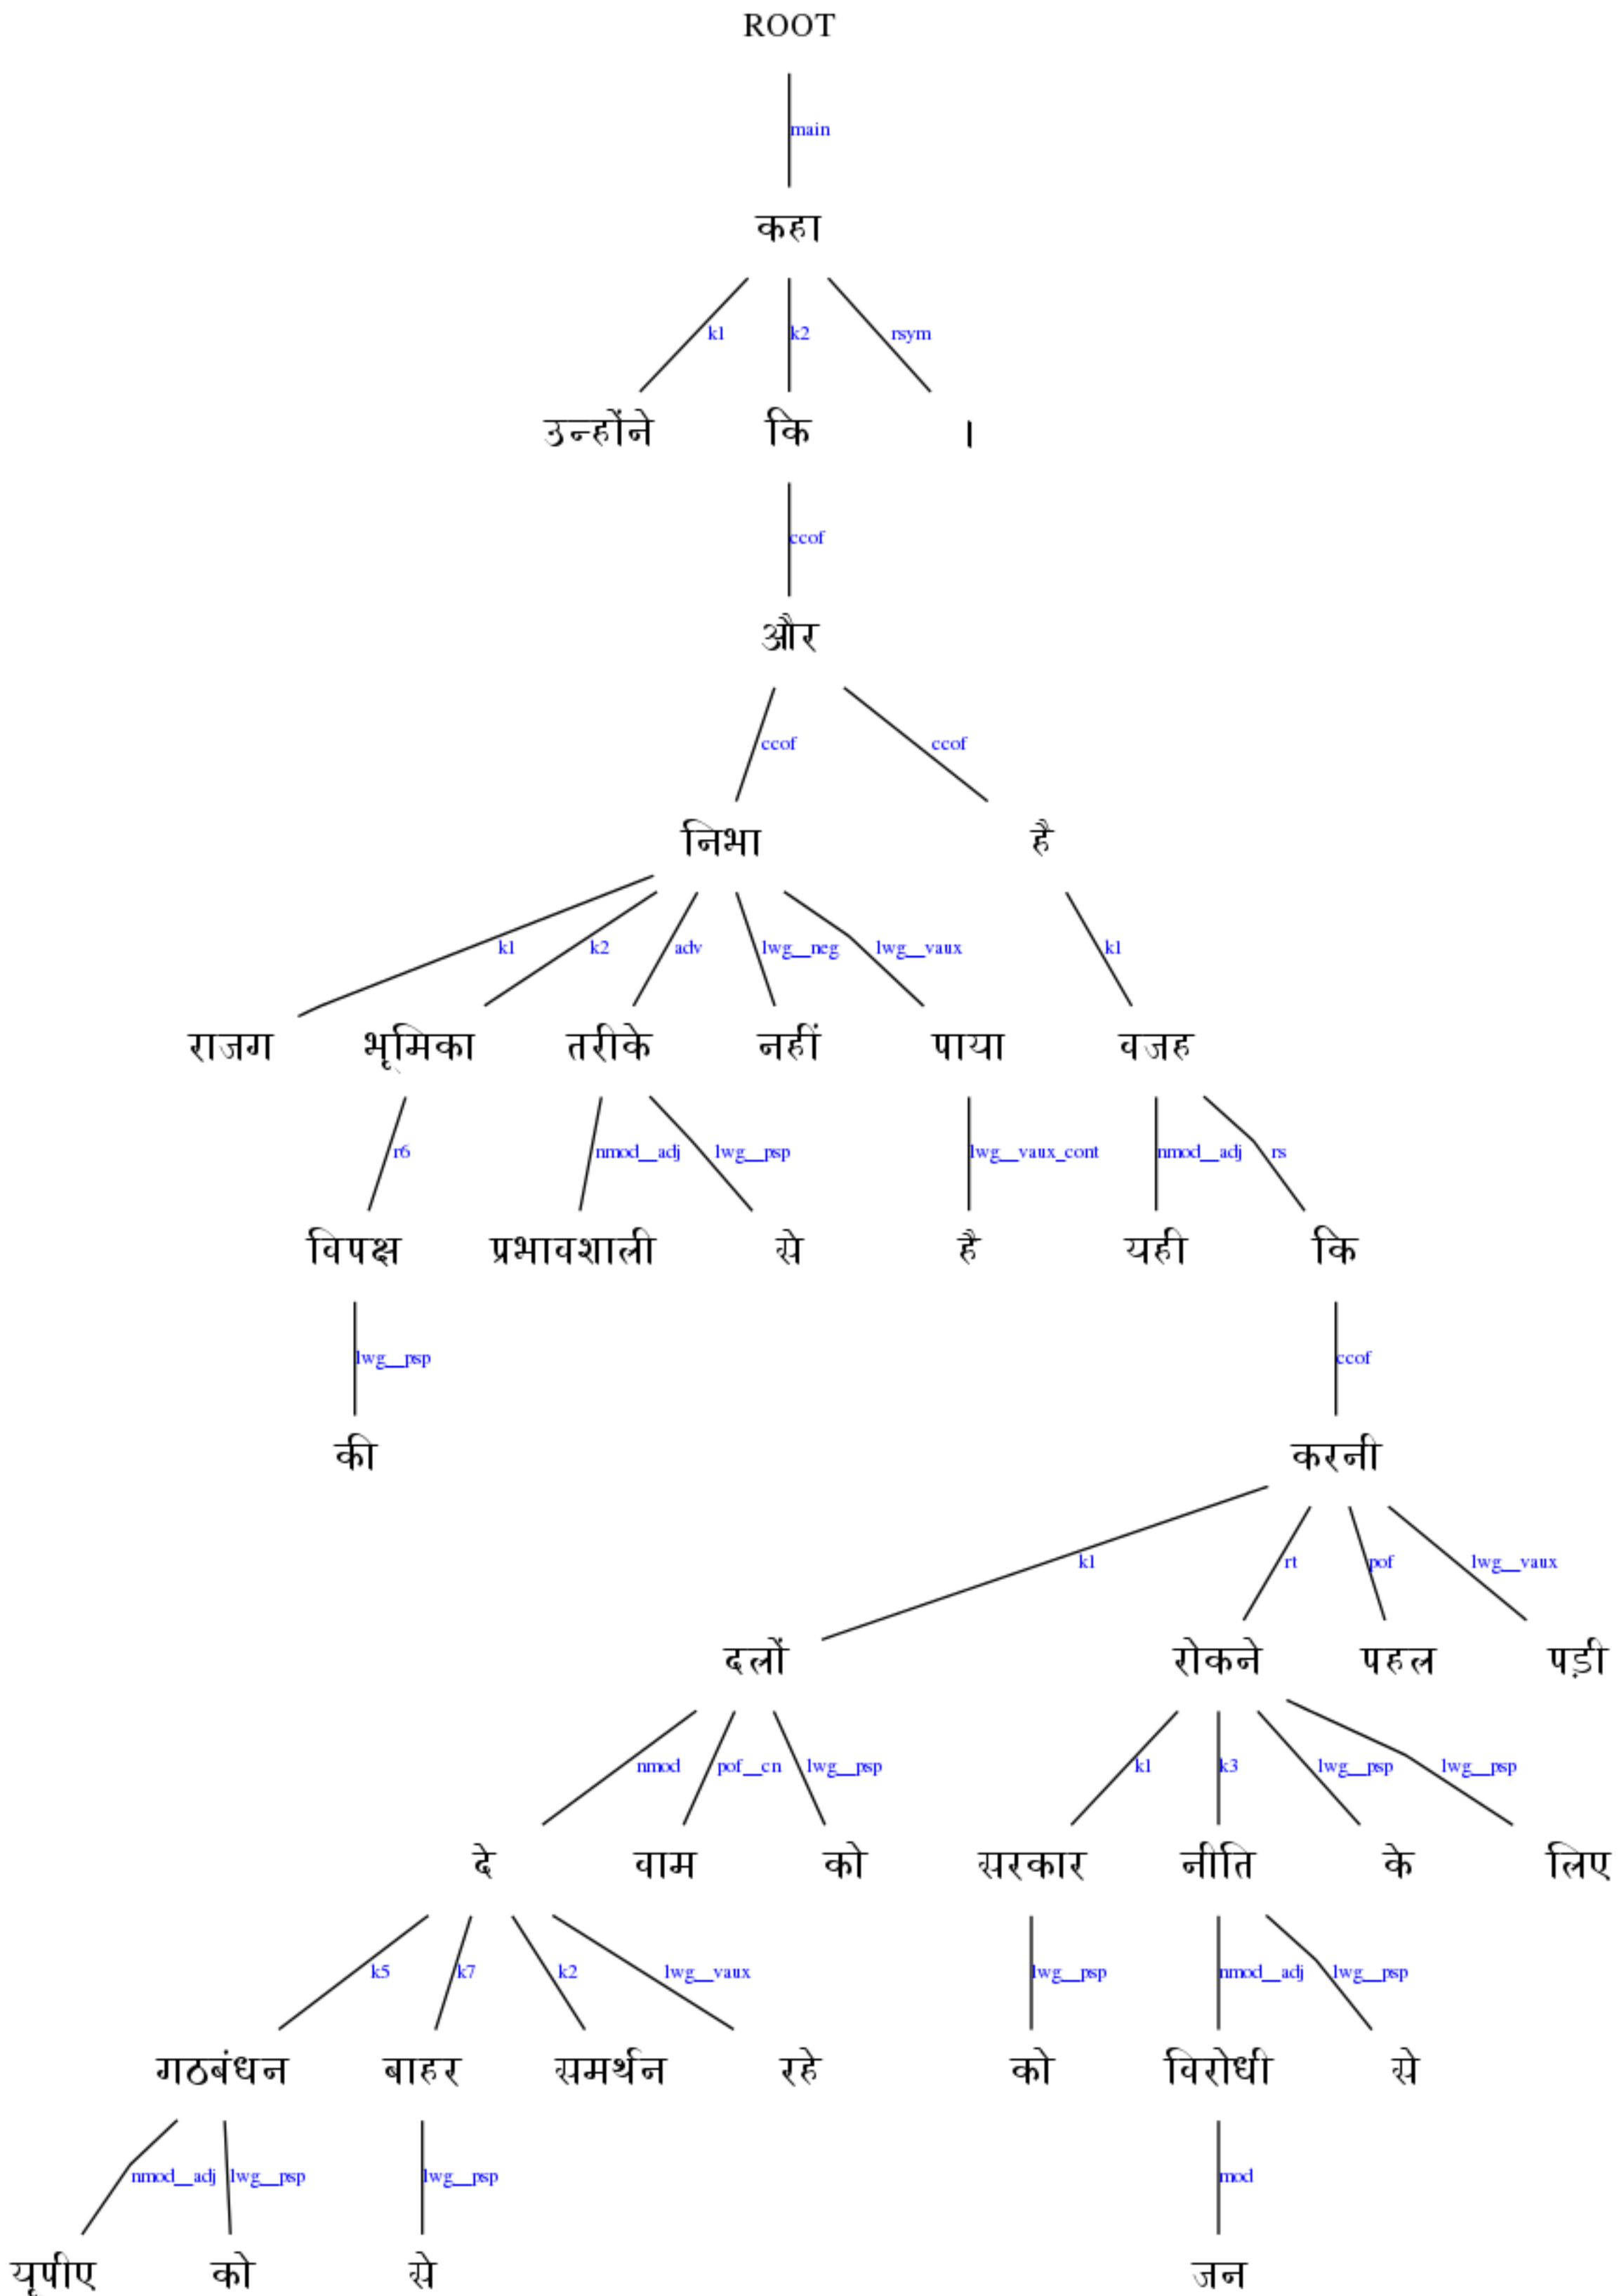 ROOT
main
कहा
k1 k2 rsym
उन्होंने कि ।
ccof
और
ccof ccof
निभा है
k1 k2 adv lwg__neg lwg__vaux k1
राजग भूमिका तरीके नहीं पाया वजह
r6 nmod__adj lwg__psp lwg__vaux_cont nmod__adj rs
विपक्ष प्रभावशाली से है यही कि
lwg__psp ccof
की करनी
k1 rt pof lwg__vaux
दलों रोकने पहल पड़ी
nmod pof__cn lwg__psp k1 k3 lwg__psp lwg__psp
दे वाम को सरकार नीति के लिए
k5 k7 k2 lwg__vaux lwg__psp nmod__adj lwg__psp
गठबंधन बाहर समर्थन रहे को विरोधी से
nmod__adj lwg__psp lwg__psp mod
यूपीए को से जन